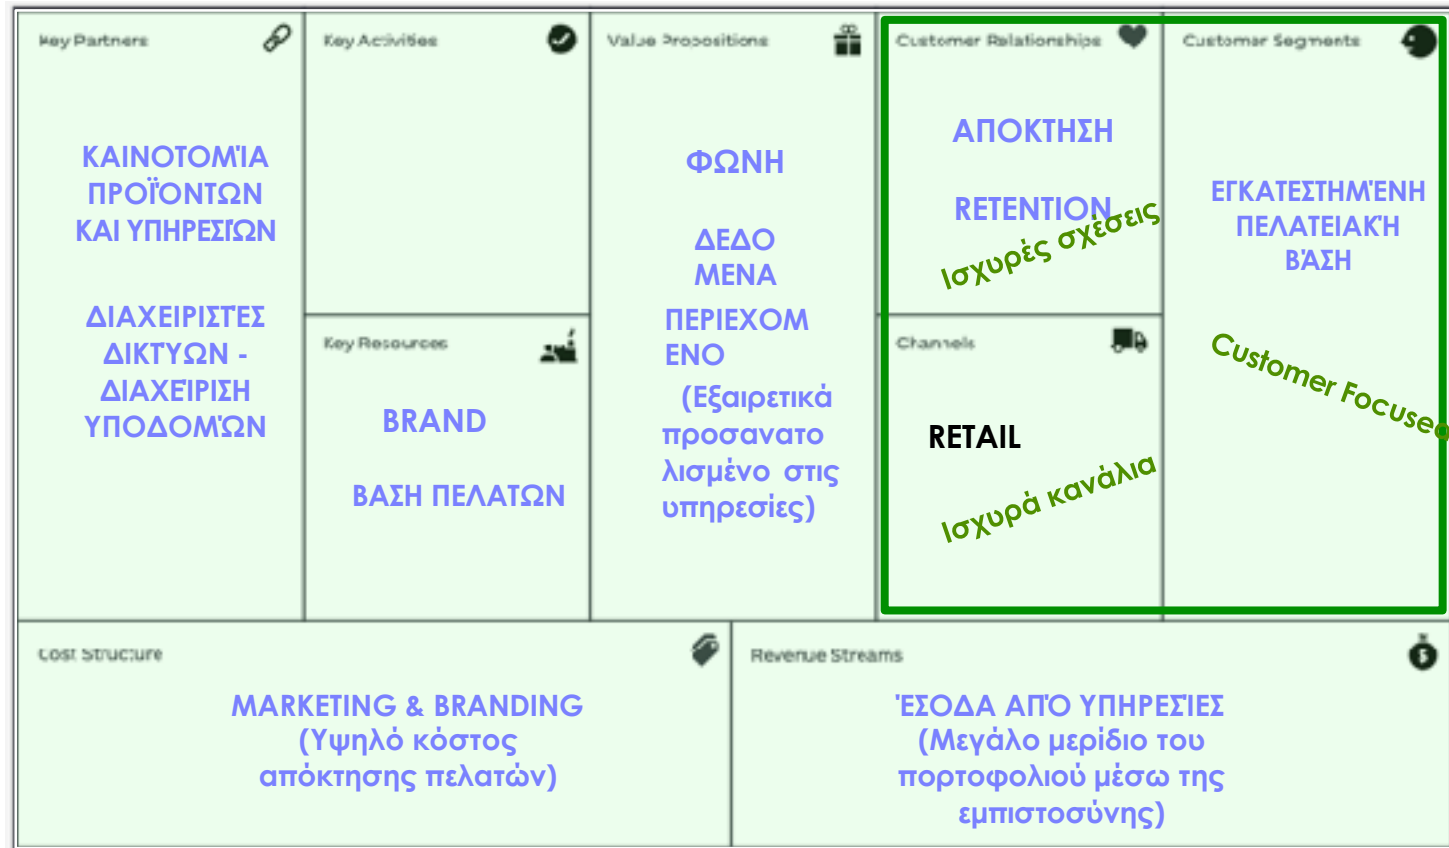 Key Partners
ΚΑΙΝΟΤΟΜΊΑ
ΠΡΟΪΌΝΤΩΝ
ΚΑΙ ΥΠΗΡΕΣΙΏΝ
ΔΙΑΧΕΙΡΙΣΤΈΣ
ΔΙΚΤΎΩΝ -
ΔΙΑΧΕΊΡΙΣΗ
ΥΠΟΔΟΜΏΝ
Key Activities
Key Resources
BRAND
ΒΑΣΗ ΠΕΛΑΤΩΝ
Value Propositions
ΦΩΝΗ
ΔΕΔΟ
ΜΕΝΑ
ΠΕΡΙΕΧΟΜ
ΕΝΟ
(Εξαιρετικά
προσανατο
λισμένο στις
υπηρεσίες)
Customer Relationships
ΑΠΟΚΤΗΣΗ
RETENTION
Ισχυρές σχέσεις
Channels
RETAIL
Ισχυρά κανάλια
Customer Segments
ΕΓΚΑΤΕΣΤΗΜΈΝΗ
ΠΕΛΑΤΕΙΑΚΉ
ΒΆΣΗ
Customer Focused
Cost Structure
MARKETING & BRANDING
(Υψηλό κόστος
απόκτησης πελατών)
Revenue Streams
ΈΣΟΔΑ ΑΠΌ ΥΠΗΡΕΣΊΕΣ
(Μεγάλο μερίδιο του
πορτοφολιού μέσω της
εμπιστοσύνης)